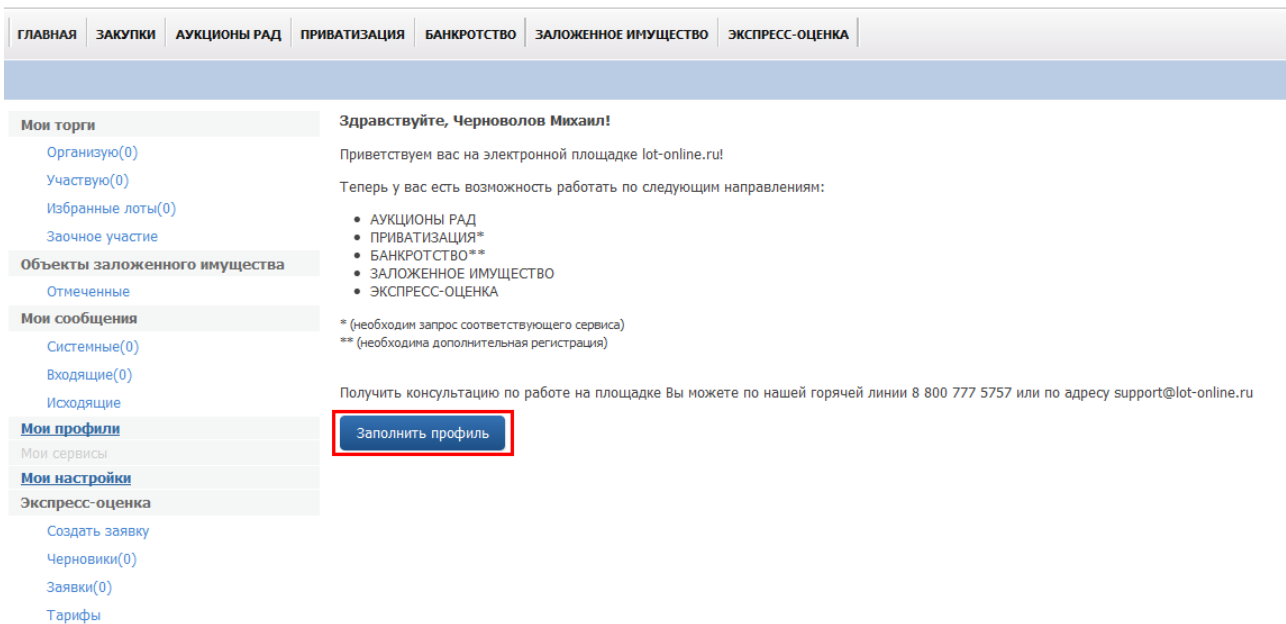 ГЛАВНАЯ ЗАКУПКИ АУКЦИОНЫ РАД ПРИВАТИЗАЦИЯ БАНКРОТСТВО ЗАЛОЖЕННОЕ ИМУЩЕСТВО ЭКСПРЕСС-ОЦЕНКА
Мои торги
Организую(0)
Участвую(0)
Избранные лоты(0)
Заочное участие
Объекты заложенного имущества
Отмеченные
Мои сообщения
Системные(0)
Входящие(0)
Исходящие
Мои профили
Мои сервисы
Мои настройки
Экспресс-оценка
Создать заявку
Черновики(0)
Заявки(0)
Тарифы
Здравствуйте, Черноволов Михаил!
Приветствуем вас на электронной площадке lot-online.ru!
Теперь у вас есть возможность работать по следующим направлениям:
• АУКЦИОНЫ РАД
• ПРИВАТИЗАЦИЯ*
• БАНКРОТСТВО**
• ЗАЛОЖЕННОЕ ИМУЩЕСТВО
• ЭКСПРЕСС-ОЦЕНКА
* (необходим запрос соответствующего сервиса)
** (необходима дополнительная регистрация)
Получить консультацию по работе на площадке Вы можете по нашей горячей линии 8 800 777 5757 или по адресу support@lot-online.ru
Заполнить профиль